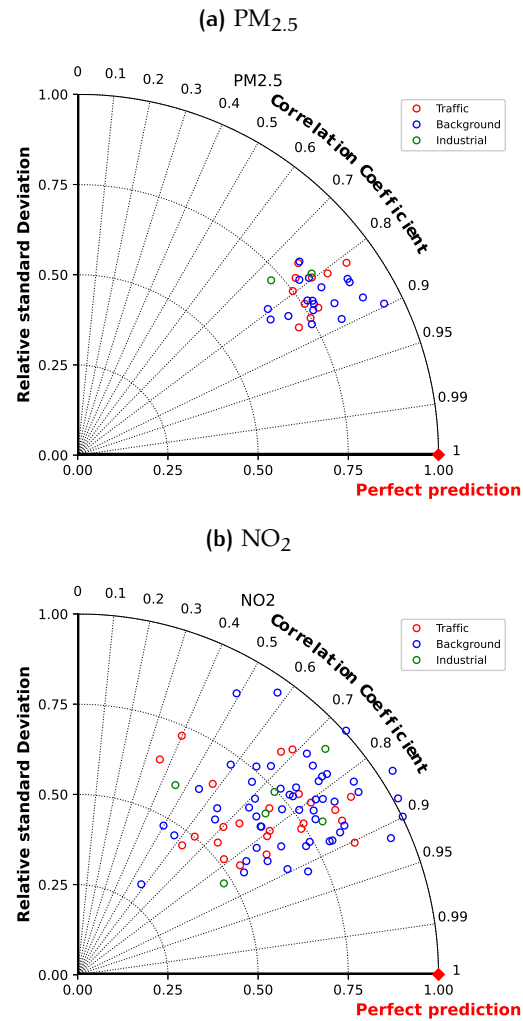 (a) PM2.5
PM2.5
Correlation Coefficient
0
0.1
0.2
0.3
0.4
0.5
0.6
0.7
0.8
0.9
0.95
0.99
1
Traffic
Background
Industrial
Relative standard Deviation
1.00
0.75
0.50
0.25
0.00
0.00 0.25 0.50 0.75 1.00
Perfect prediction
(b) NO2
NO2
Correlation Coefficient
0
0.1
0.2
0.3
0.4
0.5
0.6
0.7
0.8
0.9
0.95
0.99
1
Traffic
Background
Industrial
Relative standard Deviation
1.00
0.75
0.50
0.25
0.00
0.00 0.25 0.50 0.75 1.00
Perfect prediction